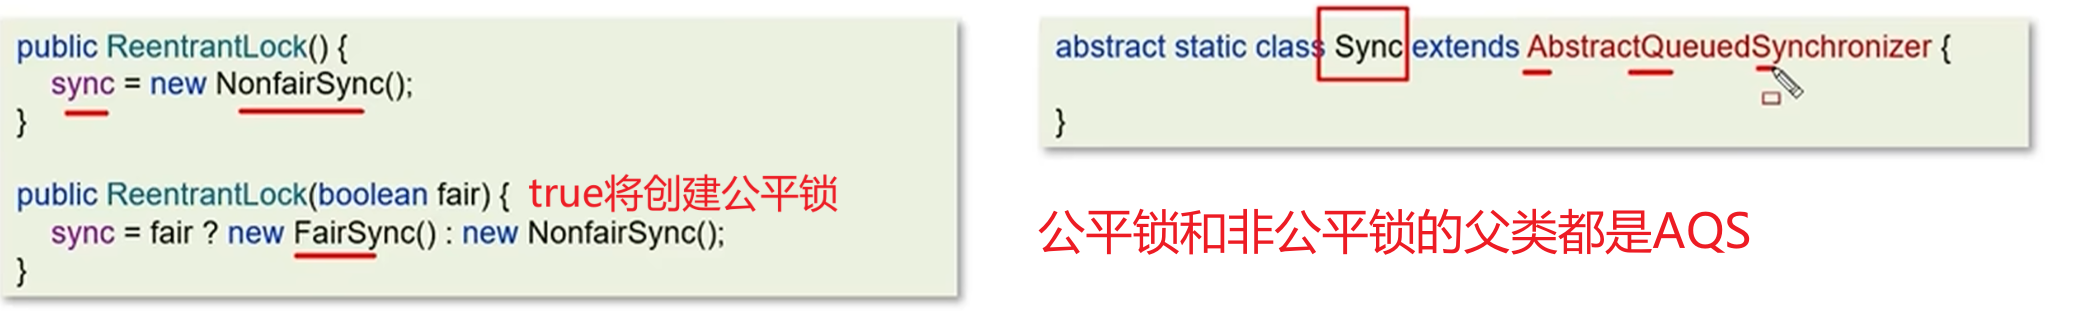 public ReentrantLock() {
sync = new NonfairSync();
}
public ReentrantLock(boolean fair) { true将创建公平锁
sync = fair ? new FairSync() : new NonfairSync();
}
abstract static class Sync extends AbstractQueuedSynchronizer {
}
公平锁和非公平锁的父类都是AQS